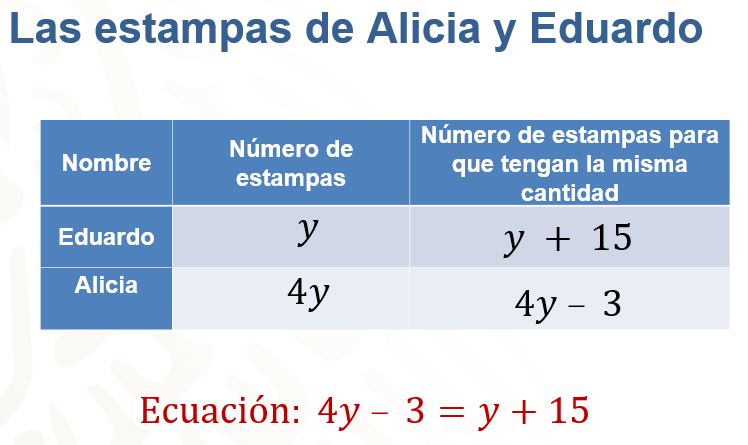 Las estampas de Alicia y Eduardo
Nombre
Número de
estampas
Número de estampas para
que tengan la misma
cantidad
Eduardo
y
y + 15
Alicia
4y
4y – 3
Ecuación: 4y – 3 = y + 15